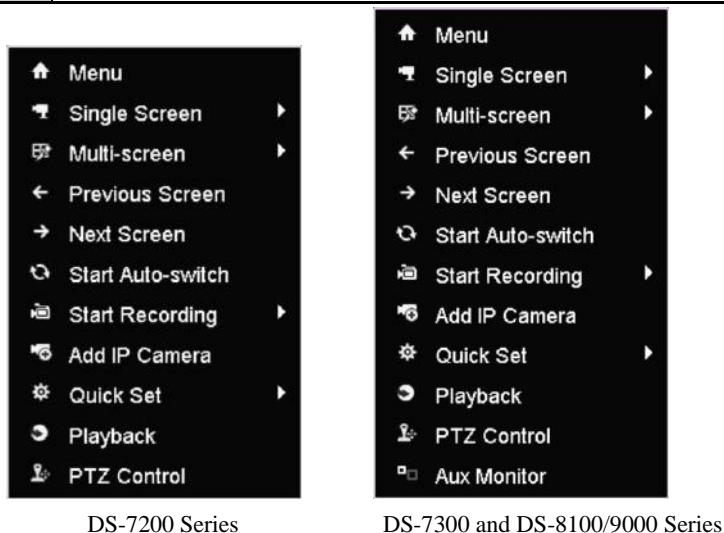 Menu
Single Screen
Multi-screen
Previous Screen
Next Screen
Start Auto-switch
Start Recording
Add IP Camera
Quick Set
Playback
PTZ Control
DS-7200 Series
Menu
Single Screen
Multi-screen
Previous Screen
Next Screen
Start Auto-switch
Start Recording
Add IP Camera
Quick Set
Playback
PTZ Control
Aux Monitor
DS-7300 and DS-8100/9000 Series